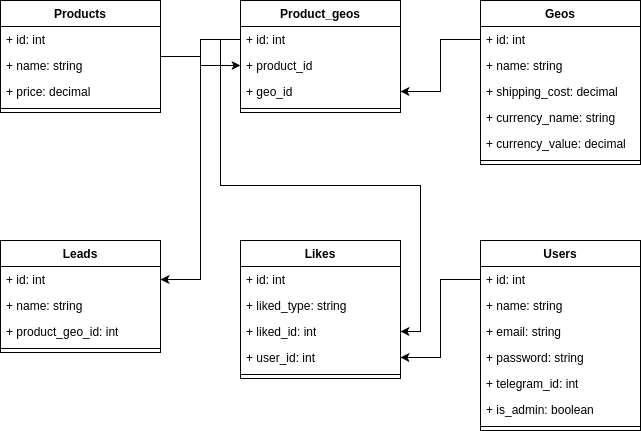 Products
+ id: int
+ name: string
+ price: decimal
Product_geos
+ id: int
+ product_id
+ geo_id
Geos
+ id: int
+ name: string
+ shipping_cost: decimal
+ currency_name: string
+ currency_value: decimal
Leads
+ id: int
+ name: string
+ product_geo_id: int
Likes
+ id: int
+ liked_type: string
+ liked_id: int
+ user_id: int
Users
+ id: int
+ name: string
+ email: string
+ password: string
+ telegram_id: int
+ is_admin: boolean